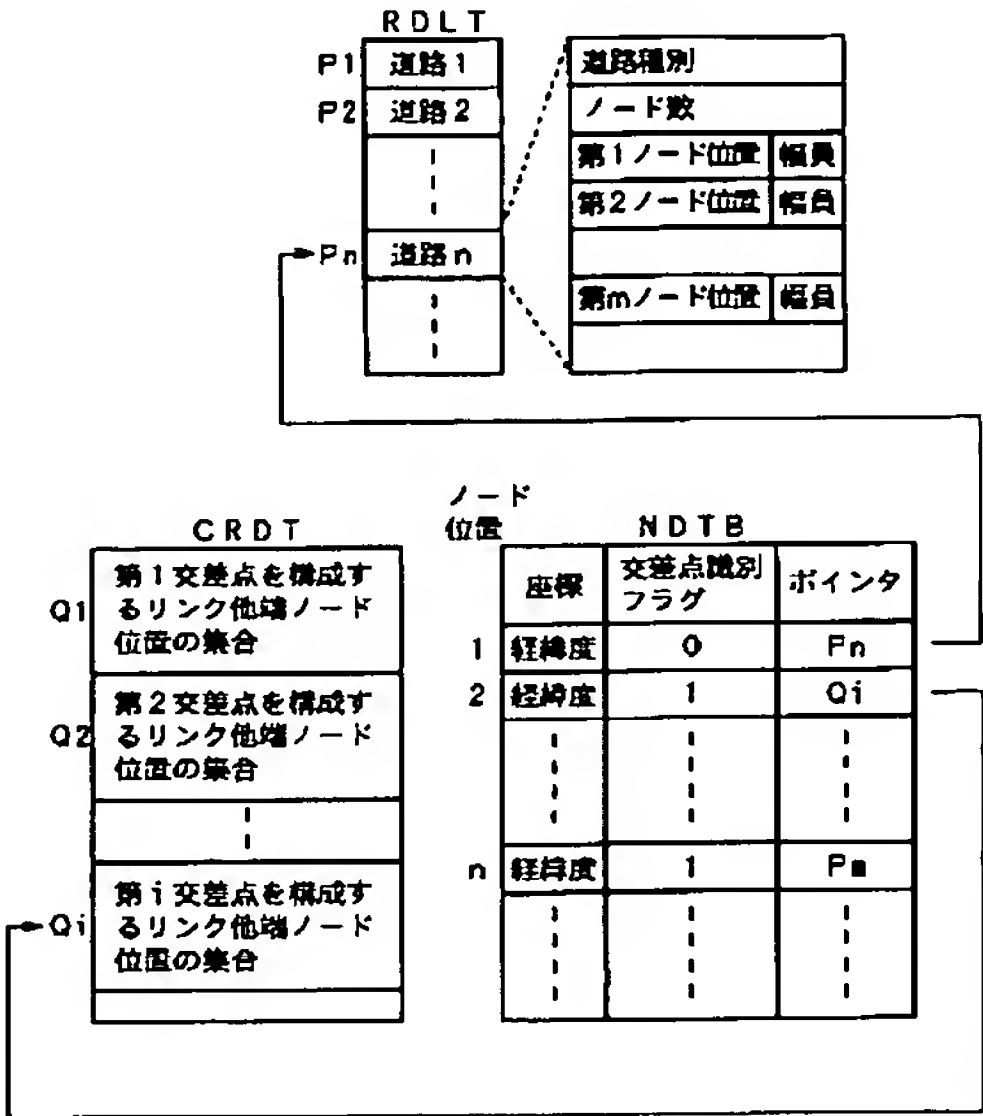 RDLT
P1 道路1
P2 道路2
Pn 道路n
道路種別
ノード数
第1ノード位置 幅員
第2ノード位置 幅員
第mノード位置 幅員
CRDT
Q1
第1交差点を構成す
るリンク他端ノード
位置の集合
Q2
第2交差点を構成す
るリンク他端ノード
位置の集合
Qi
第i交差点を構成す
るリンク他端ノード
位置の集合
ノード
位置
NDTB
座標
交差点識別
フラグ
ポインタ
1 経緯度 0 Pn
2 経緯度 1 Qi
n 経緯度 1 Pm